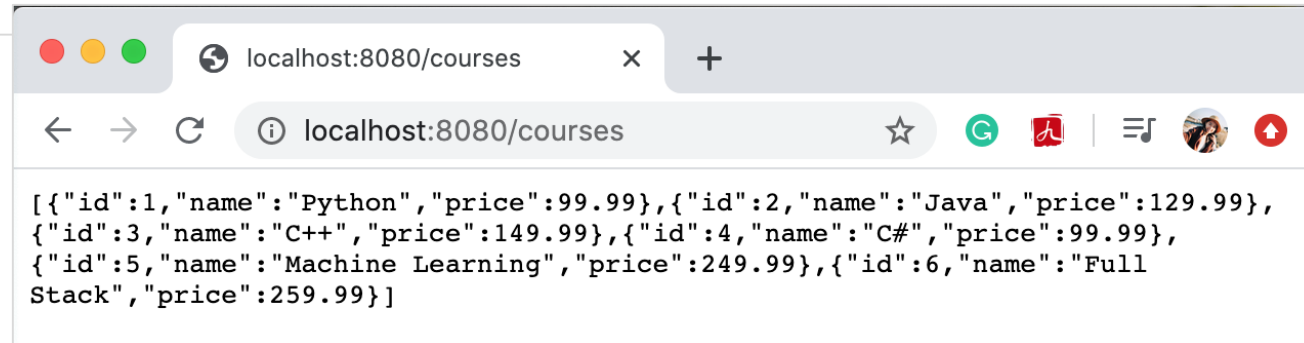 localhost:8080/courses
localhost:8080/courses
[{"id":1,"name":"Python","price":99.99},{"id":2,"name":"Java","price":129.99},
{"id":3,"name":"C++","price":149.99},{"id":4,"name":"C#","price":99.99},
{"id":5,"name":"Machine Learning","price":249.99},{"id":6,"name":"Full
Stack","price":259.99}]